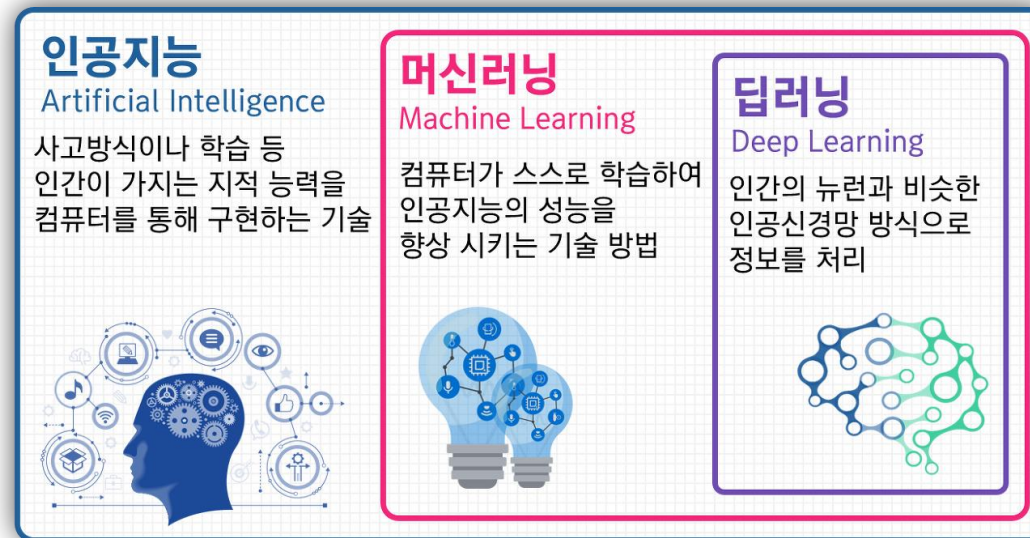 인공지능
Artificial Intelligence
사고방식이나 학습 등
인간이 가지는 지적 능력을
컴퓨터를 통해 구현하는 기술
머신러닝
Machine Learning
컴퓨터가 스스로 학습하여
인공지능의 성능을
향상 시키는 기술 방법
딥러닝
Deep Learning
인간의 뉴런과 비슷한
인공신경망 방식으로
정보를 처리